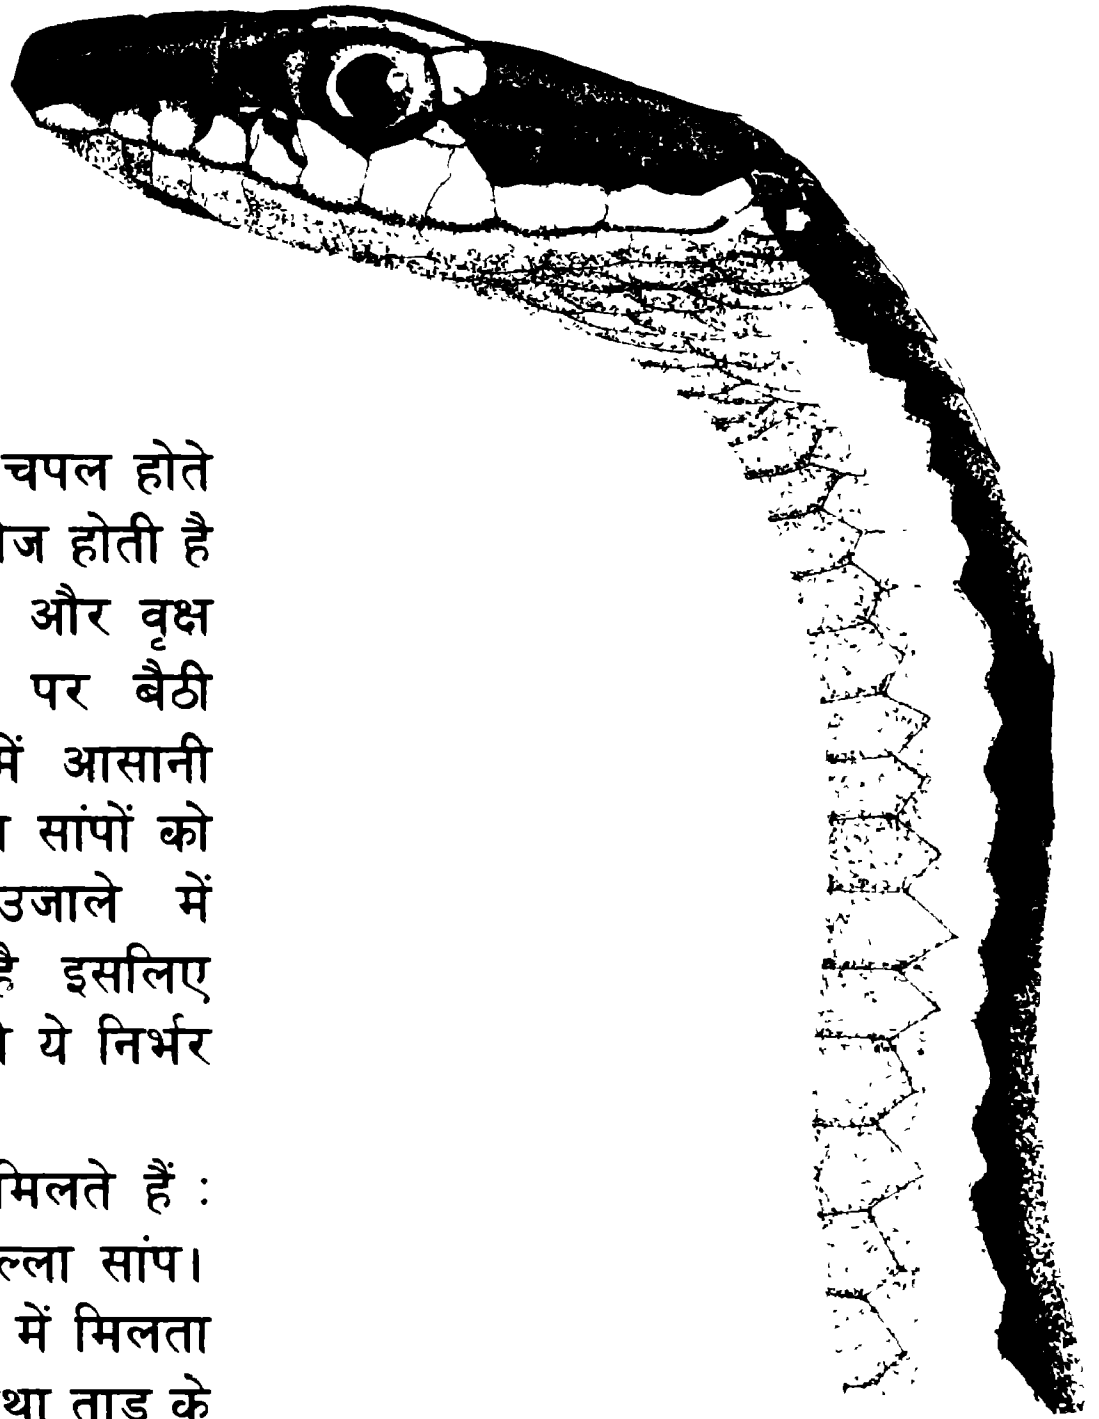 चपल होते
होती है
और वृक्ष
पर बैठी
में आसानी
सांपों को
उजाले में
है इसलिए
ये निर्भर
मिलते हैं :
सांप।
में मिलता
ताड़ के